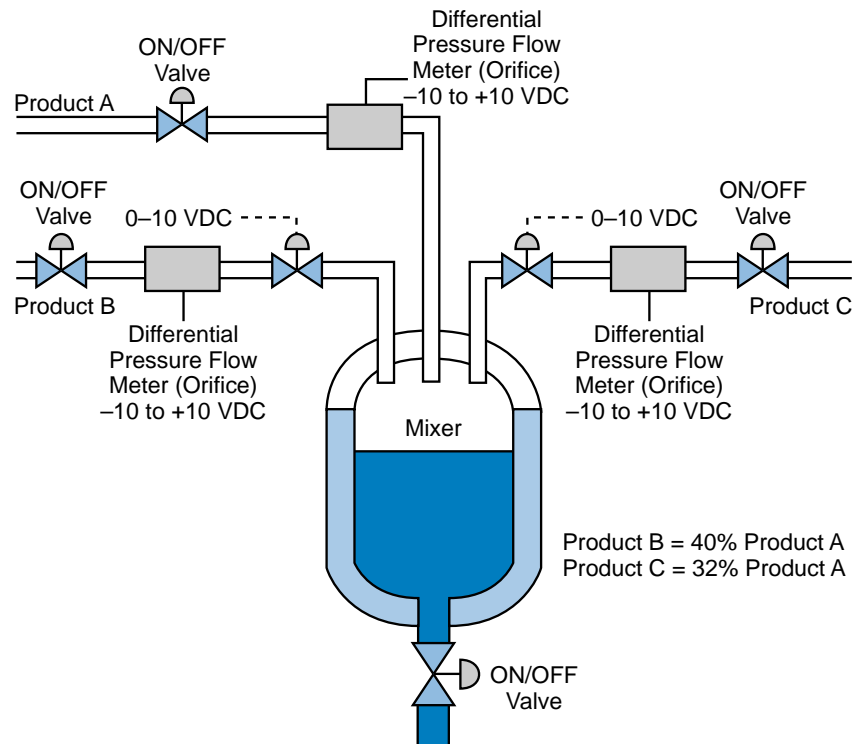 Differential
Pressure Flow
Meter (Orifice)
–10 to +10 VDC
ON/OFF
Valve
Product A
ON/OFF
Valve
0–10 VDC
Product B
Differential
Pressure Flow
Meter (Orifice)
–10 to +10 VDC
0–10 VDC
ON/OFF
Valve
Product C
Differential
Pressure Flow
Meter (Orifice)
–10 to +10 VDC
Mixer
Product B = 40% Product A
Product C = 32% Product A
ON/OFF
Valve